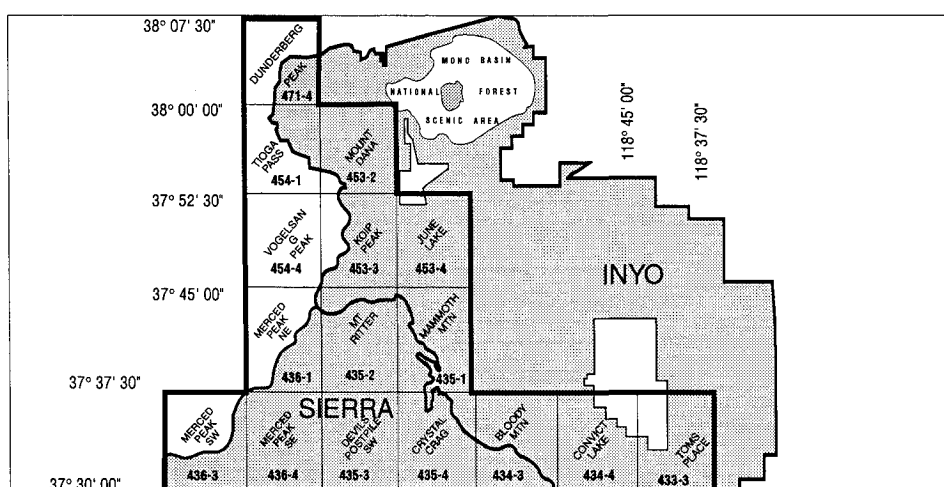 38° 07' 30"
DUNDERBERG
PEAK
471-4
MONO BASIN
NATIONAL FOREST
SCENIC AREA
38° 00' 00"
118° 45' 00"
118° 37' 30"
TIOGA
PASS
454-1
MOUNT
DANA
453-2
37° 52' 30"
VOGELSAN
G
PEAK
454-4
KOIP
PEAK
453-3
JUNE
LAKE
453-4
INYO
37° 45' 00"
MERCED
PEAK
NE
436-1
MT
RITTER
435-2
MAMMOTH
MTN
435-1
37° 37' 30"
SIERRA
MERCED
PEAK
SW
436-3
MERCED
PEAK
SE
436-4
DEVILS
POSTPILE
SW
435-3
CRYSTAL
CRAG
435-4
BLOODY
MTN
434-3
CONVICT
LAKE
434-4
TOMS
PLACE
433-3
37° 30' 00"